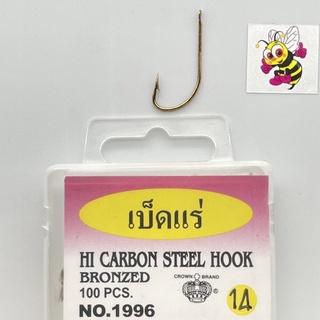 เบ็ดแร่
HI CARBON STEEL HOOK
BRONZED
100 PCS.
CROWN BRAND
NO.1996
14